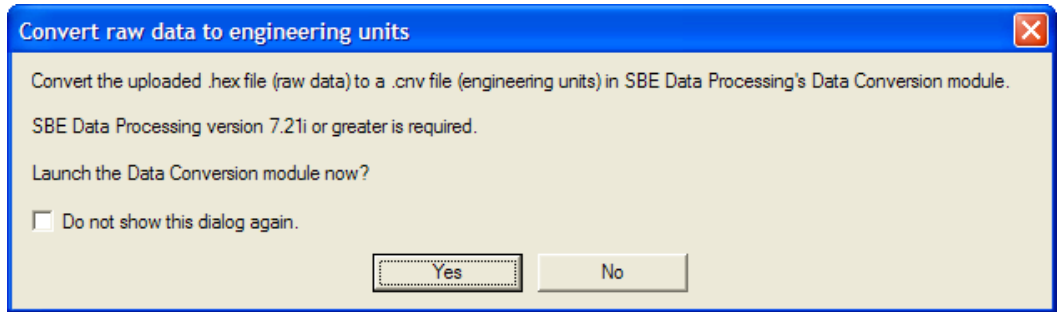 Convert raw data to engineering units
Convert the uploaded .hex file (raw data) to a .cnv file (engineering units) in SBE Data Processing's Data Conversion module.
SBE Data Processing version 7.21i or greater is required.
Launch the Data Conversion module now?
Do not show this dialog again.
Yes No